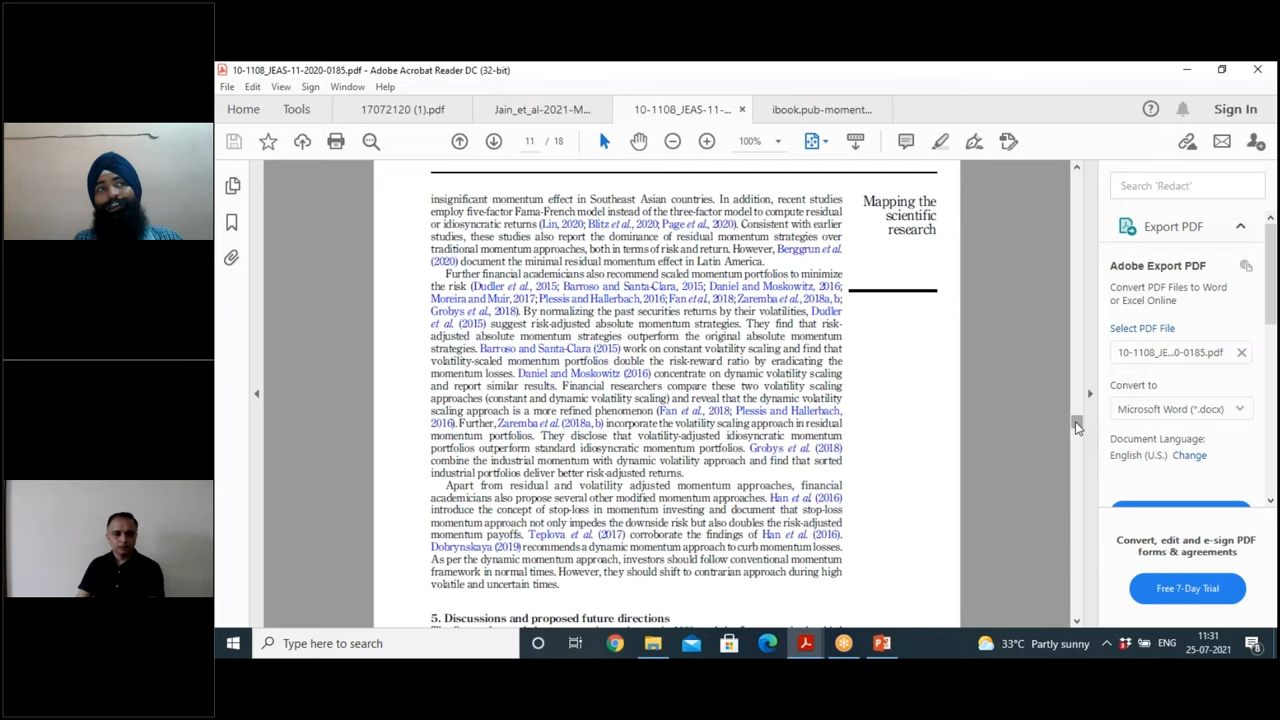 10-1108_JEAS-11-2020-0185.pdf - Adobe Acrobat Reader DC (32-bit)
File Edit View Sign Window Help
Home Tools 17072120 (1).pdf Jain_et_al-2021-M... 10-1108_JEAS-11-... × ibook.pub-moment... Sign In
11 / 18 100%
insignificant momentum effect in Southeast Asian countries. In addition, recent studies
employ five-factor Fama-French model instead of the three-factor model to compute residual
or idiosyncratic returns (Lin, 2020; Blitz et al., 2020; Page et al., 2020). Consistent with earlier
studies, these studies also report the dominance of residual momentum strategies over
traditional momentum approaches, both in terms of risk and return. However, Berggrun et al.
(2020) document the minimal residual momentum effect in Latin America.
Further financial academicians also recommend scaled momentum portfolios to minimize
the risk (Dudler et al., 2015; Barroso and Santa-Clara, 2015; Daniel and Moskowitz, 2016;
Moreira and Muir, 2017; Plessis and Hallerbach, 2016; Fan et al., 2018; Zaremba et al., 2018a, b;
Grobys et al., 2018). By normalizing the past securities returns by their volatilities, Dudler
et al. (2015) suggest risk-adjusted absolute momentum strategies. They find that risk-
adjusted absolute momentum strategies outperform the original absolute momentum
strategies. Barroso and Santa-Clara (2015) work on constant volatility scaling and find that
volatility-scaled momentum portfolios double the risk-reward ratio by eradicating the
momentum losses. Daniel and Moskowitz (2016) concentrate on dynamic volatility scaling
and report similar results. Financial researchers compare these two volatility scaling
approaches (constant and dynamic volatility scaling) and reveal that the dynamic volatility
scaling approach is a more refined phenomenon (Fan et al., 2018; Plessis and Hallerbach,
2016). Further, Zaremba et al. (2018a, b) incorporate the volatility scaling approach in residual
momentum portfolios. They disclose that volatility-adjusted idiosyncratic momentum
portfolios outperform standard idiosyncratic momentum portfolios. Grobys et al. (2018)
combine the industrial momentum with dynamic volatility approach and find that sorted
industrial portfolios deliver better risk-adjusted returns.
Apart from residual and volatility adjusted momentum approaches, financial
academicians also propose several other modified momentum approaches. Han et al. (2016)
introduce the concept of stop-loss in momentum investing and document that stop-loss
momentum approach not only impedes the downside risk but also doubles the risk-adjusted
momentum payoffs. Teplova et al. (2017) corroborate the findings of Han et al. (2016).
Dobrynskaya (2019) recommends a dynamic momentum approach to curb momentum losses.
As per the dynamic momentum approach, investors should follow conventional momentum
framework in normal times. However, they should shift to contrarian approach during high
volatile and uncertain times.
5. Discussions and proposed future directions
Mapping the
scientific
research
Search 'Redact'
Export PDF
Adobe Export PDF
Convert PDF Files to Word
or Excel Online
Select PDF File
10-1108_JE...0-0185.pdf ×
Convert to
Microsoft Word (*.docx)
Document Language:
English (U.S.) Change
Convert, edit and e-sign PDF
forms & agreements
Free 7-Day Trial
Type here to search
33°C Partly sunny ENG
11:31
25-07-2021
8